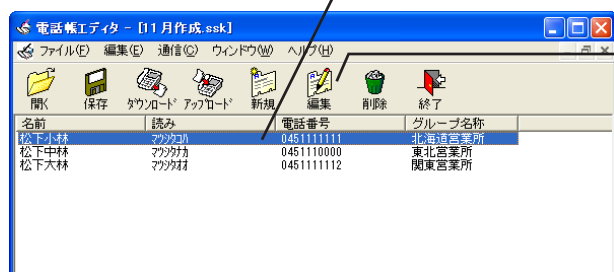 電話帳エディタ - [11月作成.ssk]
ファイル(F) 編集(E) 通信(C) ウィンドウ(W) ヘルプ(H)
開く 保存 ダウンロード アップロード 新規 編集 削除 終了
名前 読み 電話番号 グループ名称
松下小林 マツシタコバ 0451111111 北海道営業所
松下中林 マツシタナカ 0451110000 東北営業所
松下大林 マツシタオオ 0451111112 関東営業所